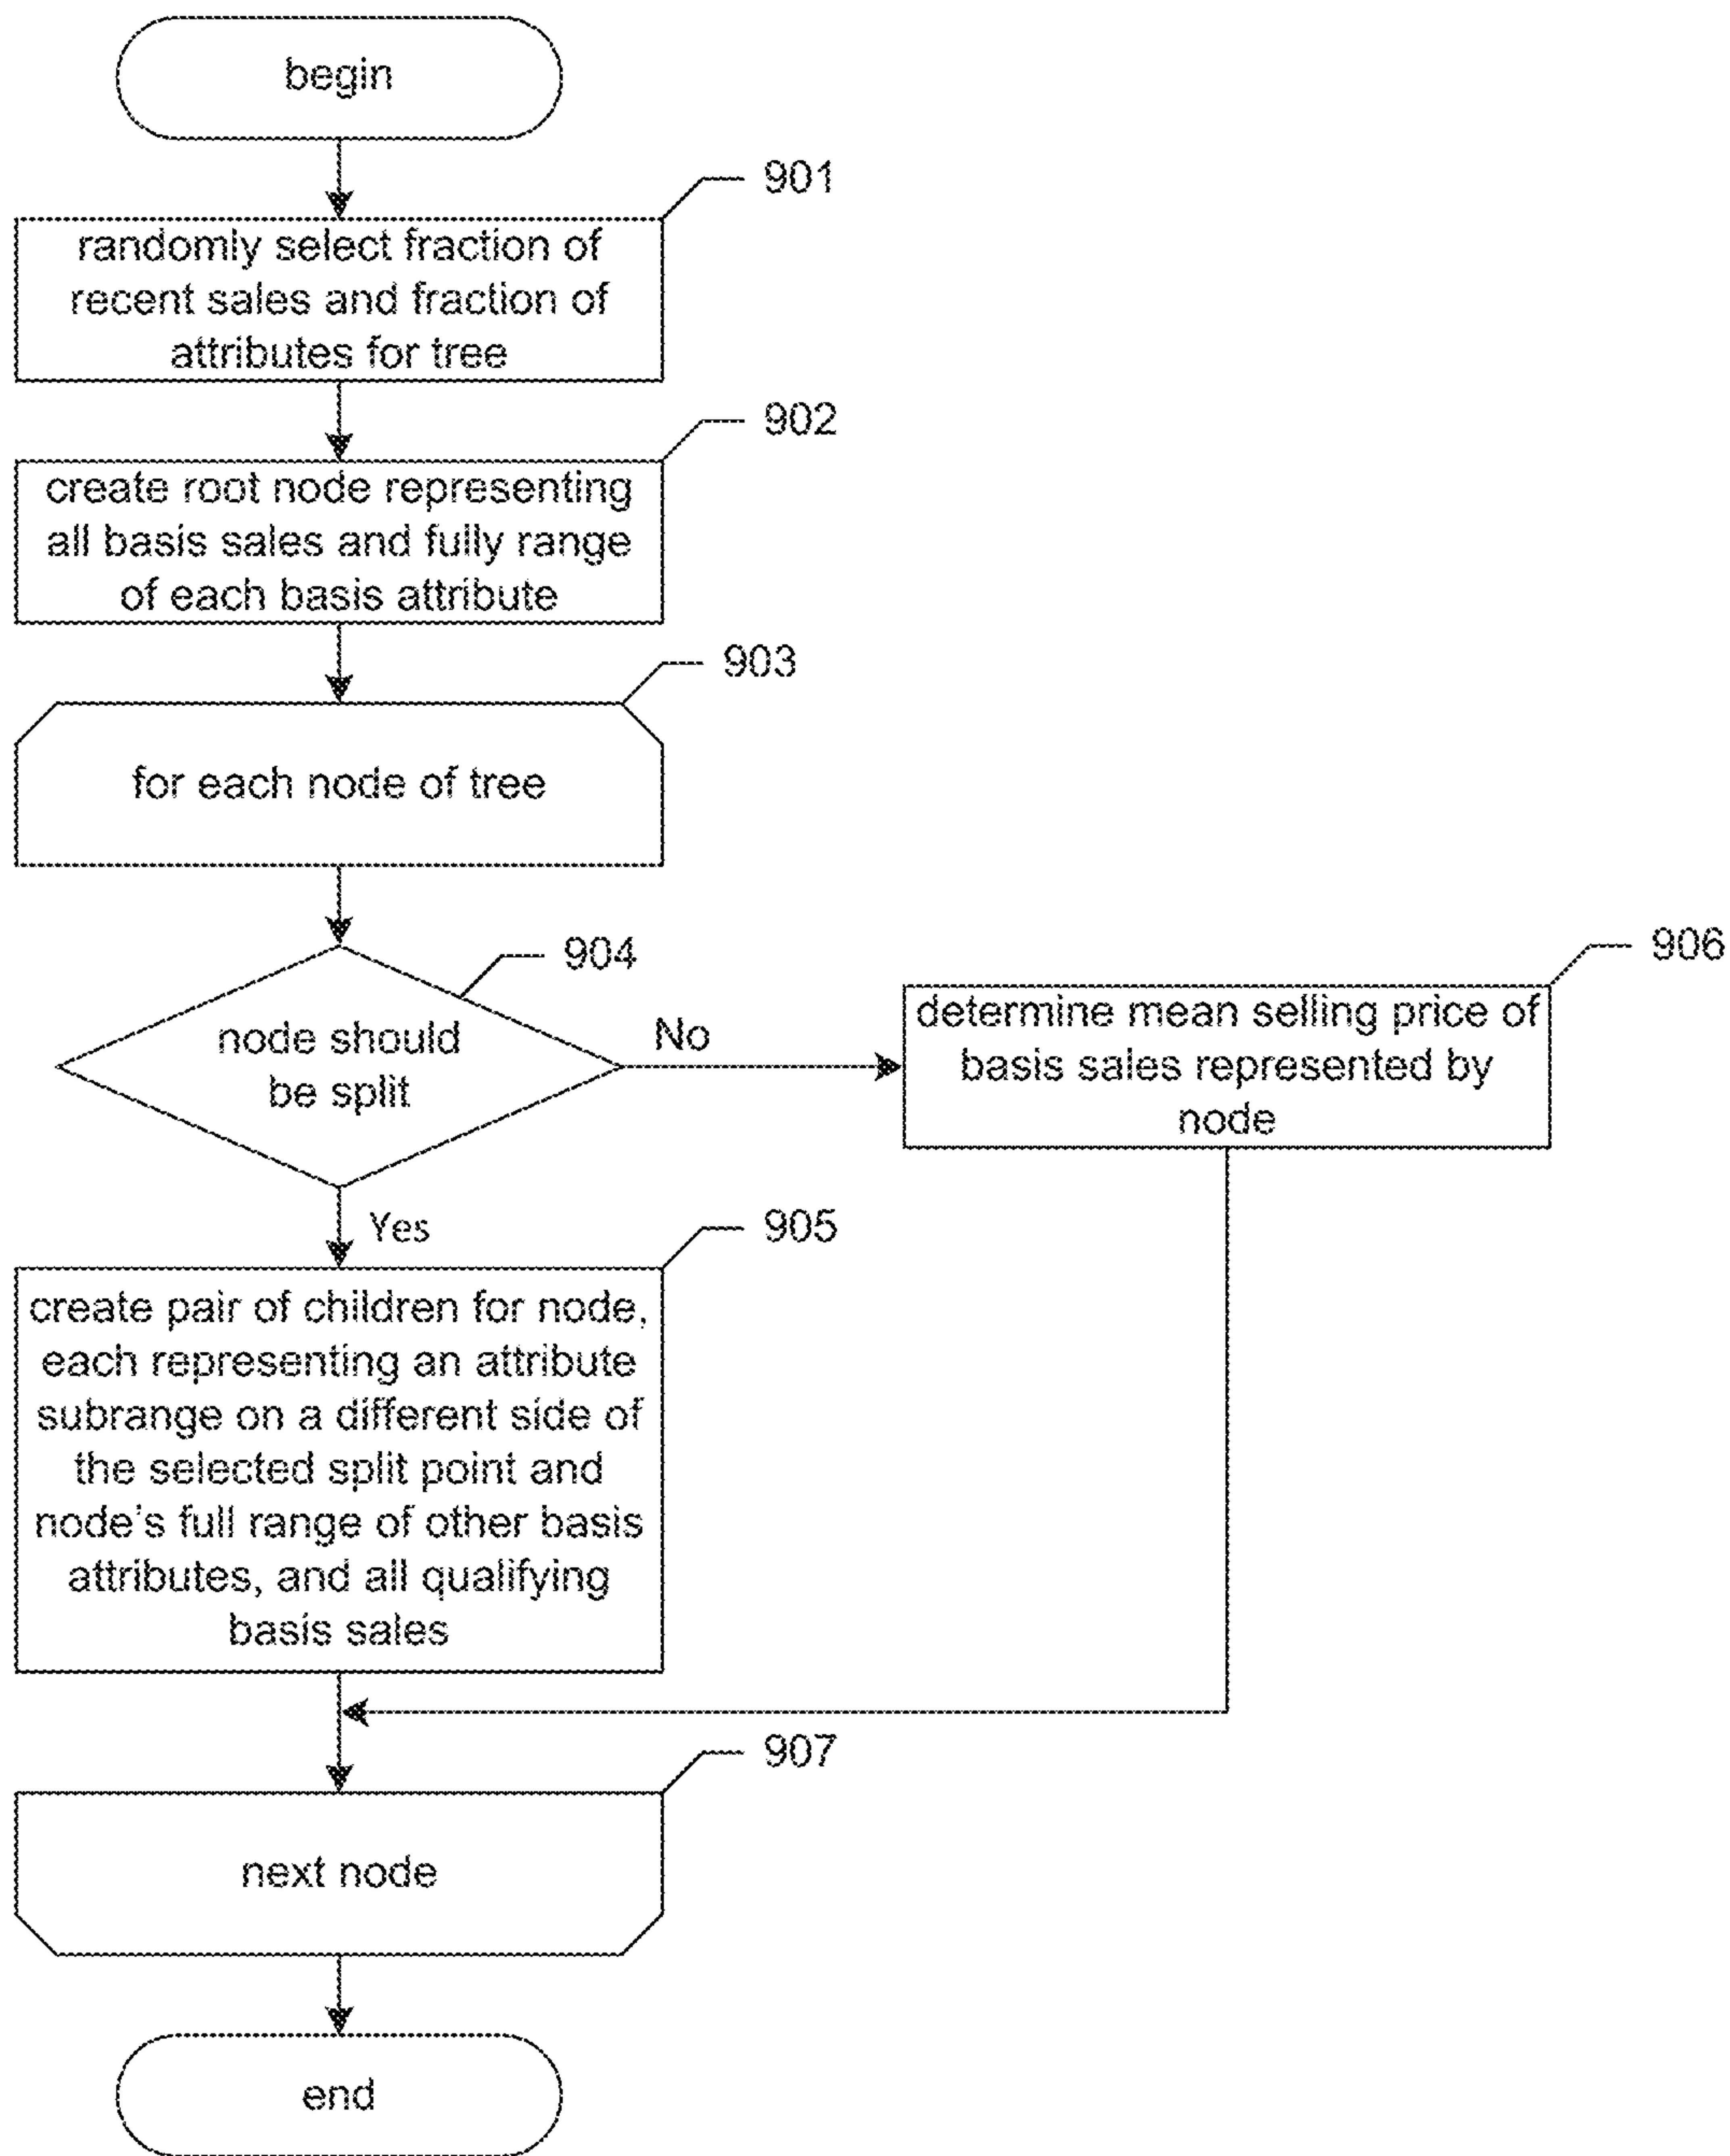 begin
901
randomly select fraction of
recent sales and fraction of
attributes for tree
902
create root node representing
all basis sales and fully range
of each basis attribute
903
for each node of tree
904
node should
be split
No
906
determine mean selling price of
basis sales represented by
node
Yes
905
create pair of children for node,
each representing an attribute
subrange on a different side of
the selected split point and
node's full range of other basis
attributes, and all qualifying
basis sales
907
next node
end